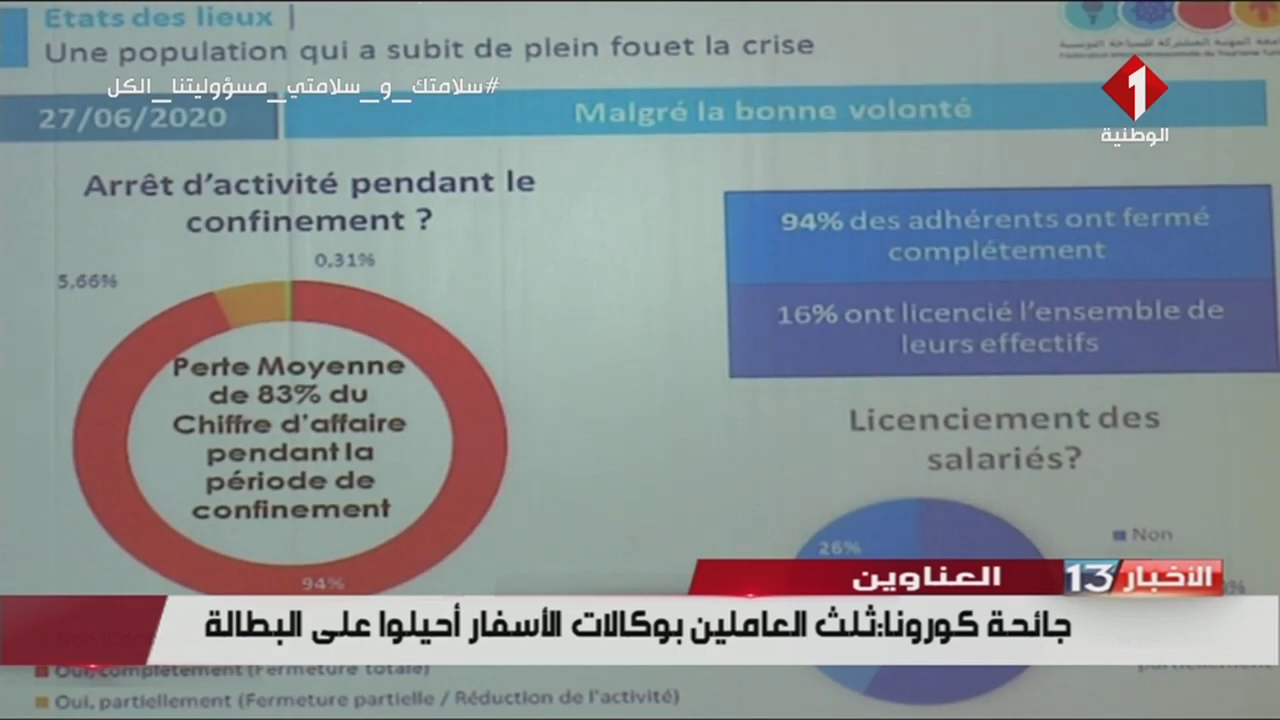 Etats des lieux |
Une population qui a subit de plein fouet la crise
#سلامتك_و_سلامتي_مسؤوليتنا_الكل
27/06/2020
Malgré la bonne volonté
الوطنية
Arrêt d'activité pendant le
confinement ?
0,31%
5,66%
Perte Moyenne
de 83% du
Chiffre d'affaire
pendant la
période de
confinement
94%
94% des adhérents ont fermé
complétement
16% ont licencié l'ensemble de
leurs effectifs
Licenciement des
salariés?
26%
Non
العناوين
الأخبار 13
جائحة كورونا:ثلث العاملين بوكالات الأسفار أحيلوا على البطالة
Oui, complétement (Fermeture totale)
Oui, partiellement (Fermeture partielle / Réduction de l'activité)